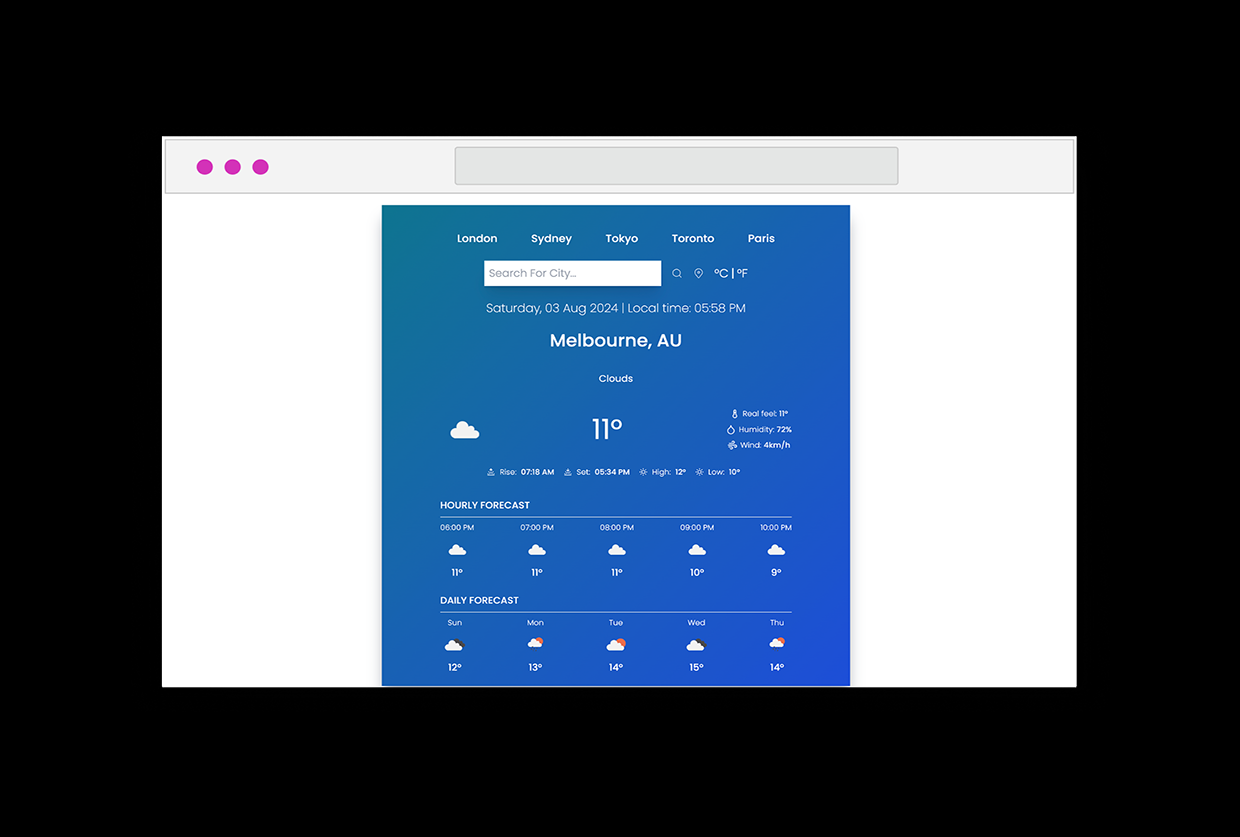 London Sydney Tokyo Toronto Paris
Search For City... °C | °F
Saturday, 03 Aug 2024 | Local time: 05:58 PM
Melbourne, AU
Clouds
11°
Real feel: 11°
Humidity: 72%
Wind: 4km/h
Rise: 07:18 AM Set: 05:34 PM High: 12° Low: 10°
HOURLY FORECAST
06:00 PM 07:00 PM 08:00 PM 09:00 PM 10:00 PM
11° 11° 11° 10° 9°
DAILY FORECAST
Sun Mon Tue Wed Thu
12° 13° 14° 15° 14°